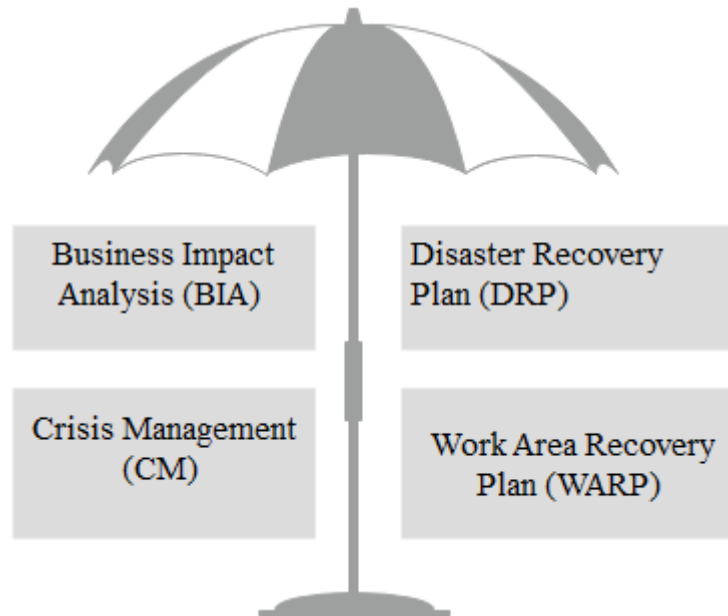 Business Impact
Analysis (BIA)
Disaster Recovery
Plan (DRP)
Crisis Management
(CM)
Work Area Recovery
Plan (WARP)